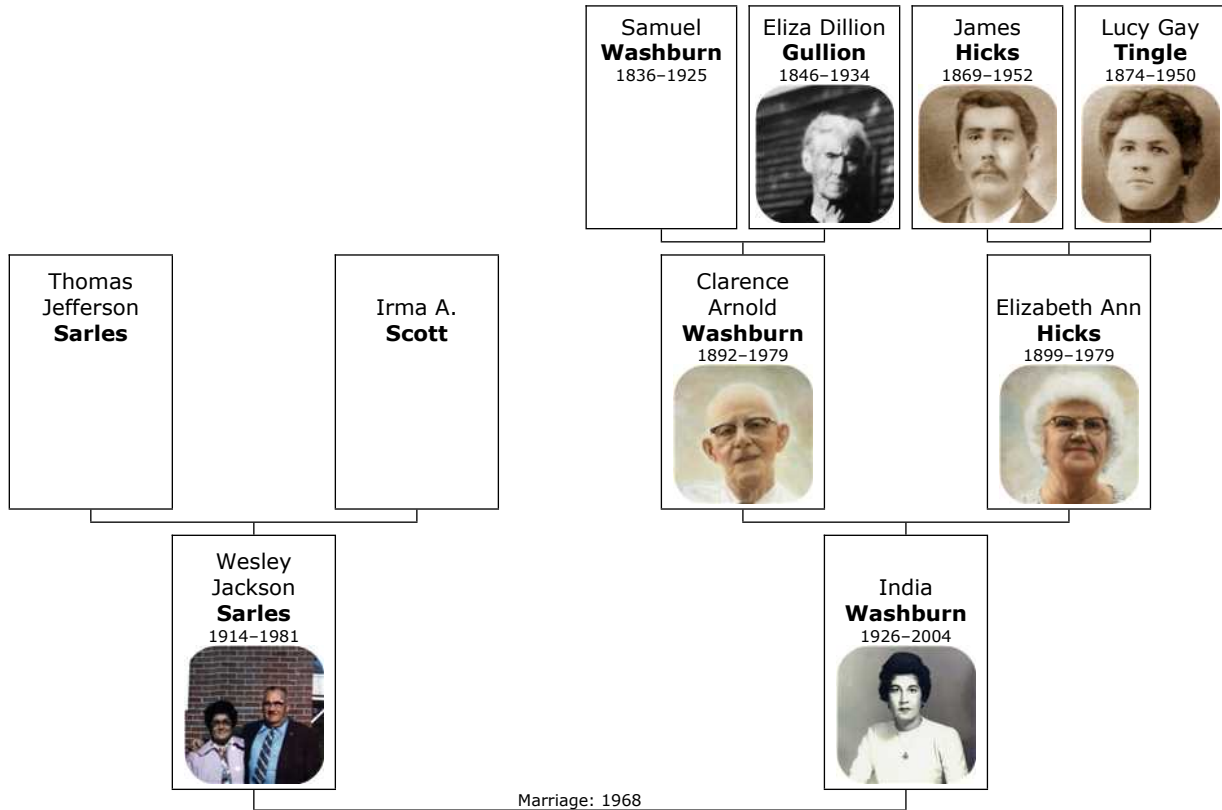 Samuel
Washburn
1836–1925
Eliza Dillion
Gullion
1846–1934
James
Hicks
1869–1952
Lucy Gay
Tingle
1874–1950
Thomas
Jefferson
Sarles
Irma A.
Scott
Clarence
Arnold
Washburn
1892–1979
Elizabeth Ann
Hicks
1899–1979
Wesley
Jackson
Sarles
1914–1981
India
Washburn
1926–2004
Marriage: 1968